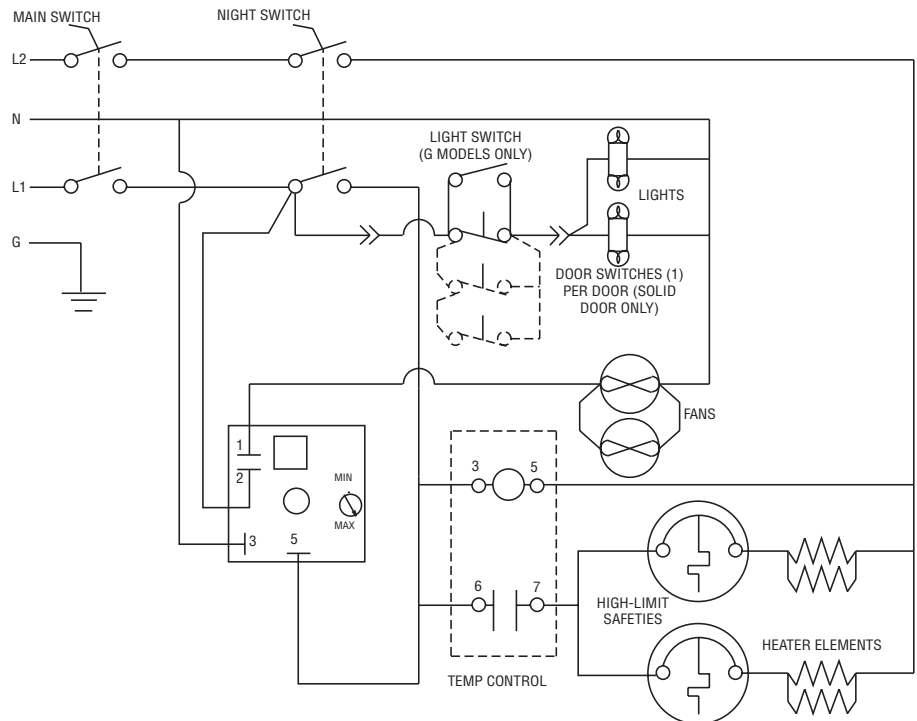 MAIN SWITCH
NIGHT SWITCH
L2
N
LIGHT SWITCH
(G MODELS ONLY)
L1
LIGHTS
G
DOOR SWITCHES (1)
PER DOOR (SOLID
DOOR ONLY)
FANS
1
2
MIN
MAX
3
5
3
5
6
7
HIGH-LIMIT
SAFETIES
HEATER ELEMENTS
TEMP CONTROL